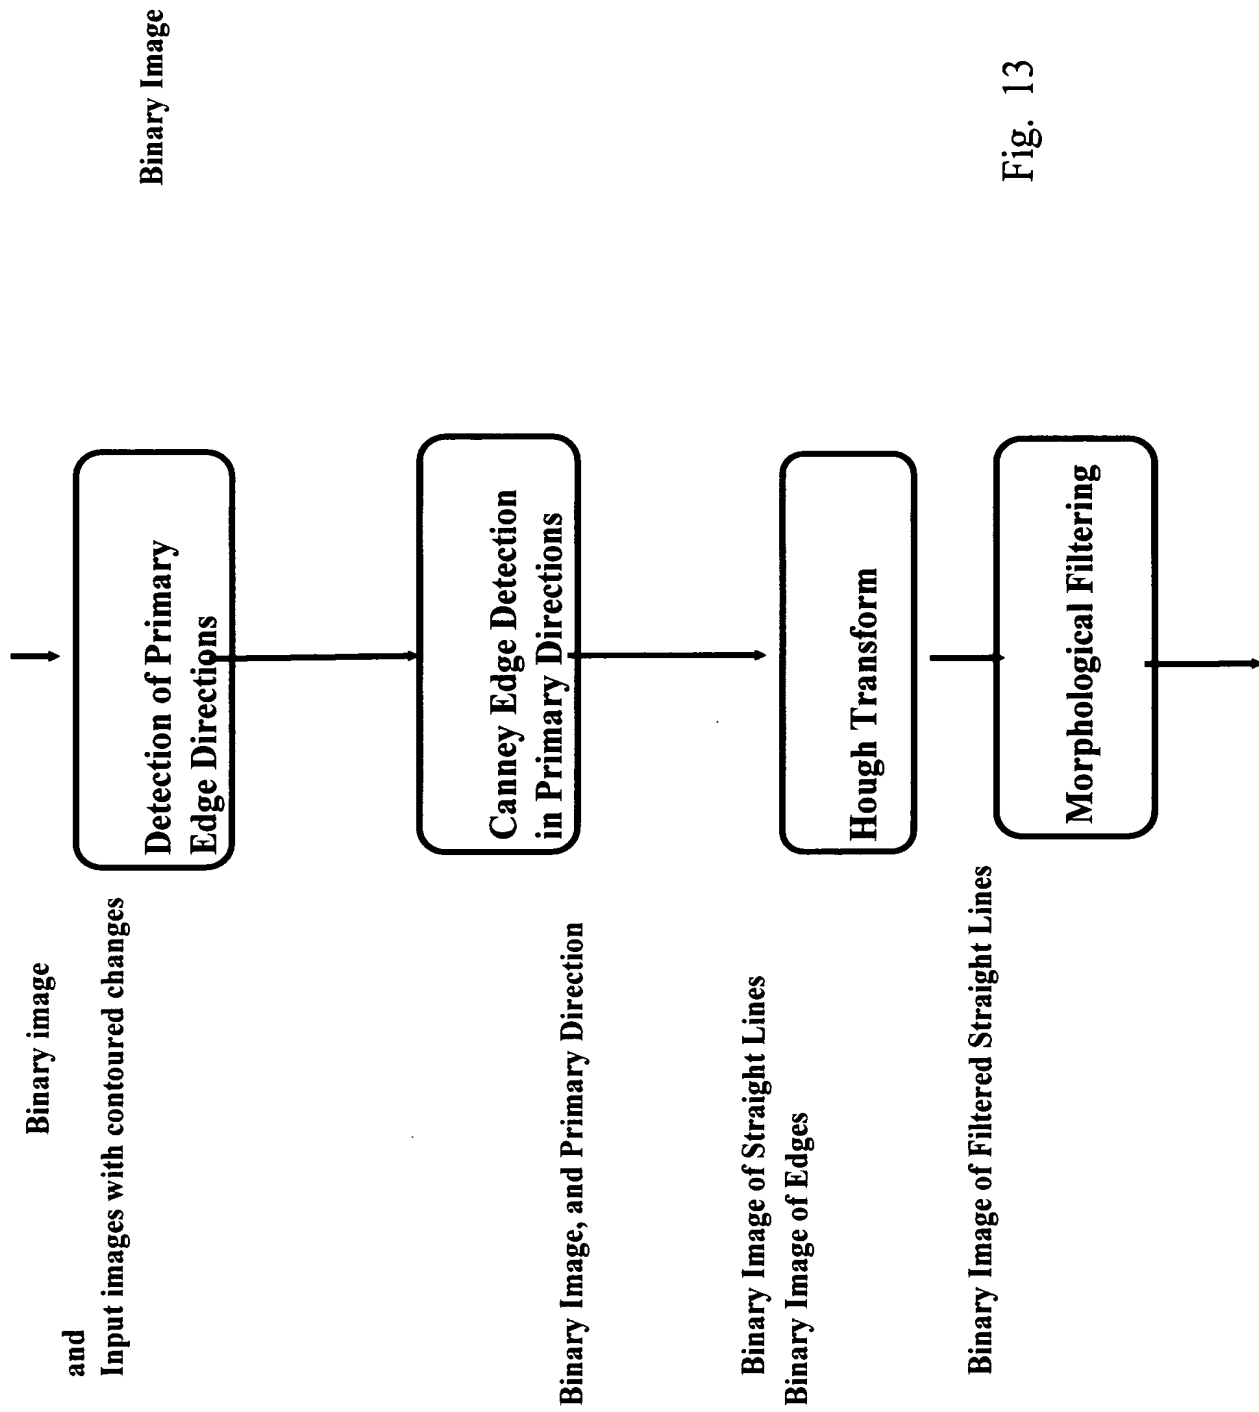 Binary image
and
Input images with contoured changes
Detection of Primary
Edge Directions
Binary Image
Canney Edge Detection
in Primary Directions
Binary Image, and Primary Direction
Binary Image of Straight Lines
Binary Image of Edges
Hough Transform
Binary Image of Filtered Straight Lines
Morphological Filtering
Fig. 13